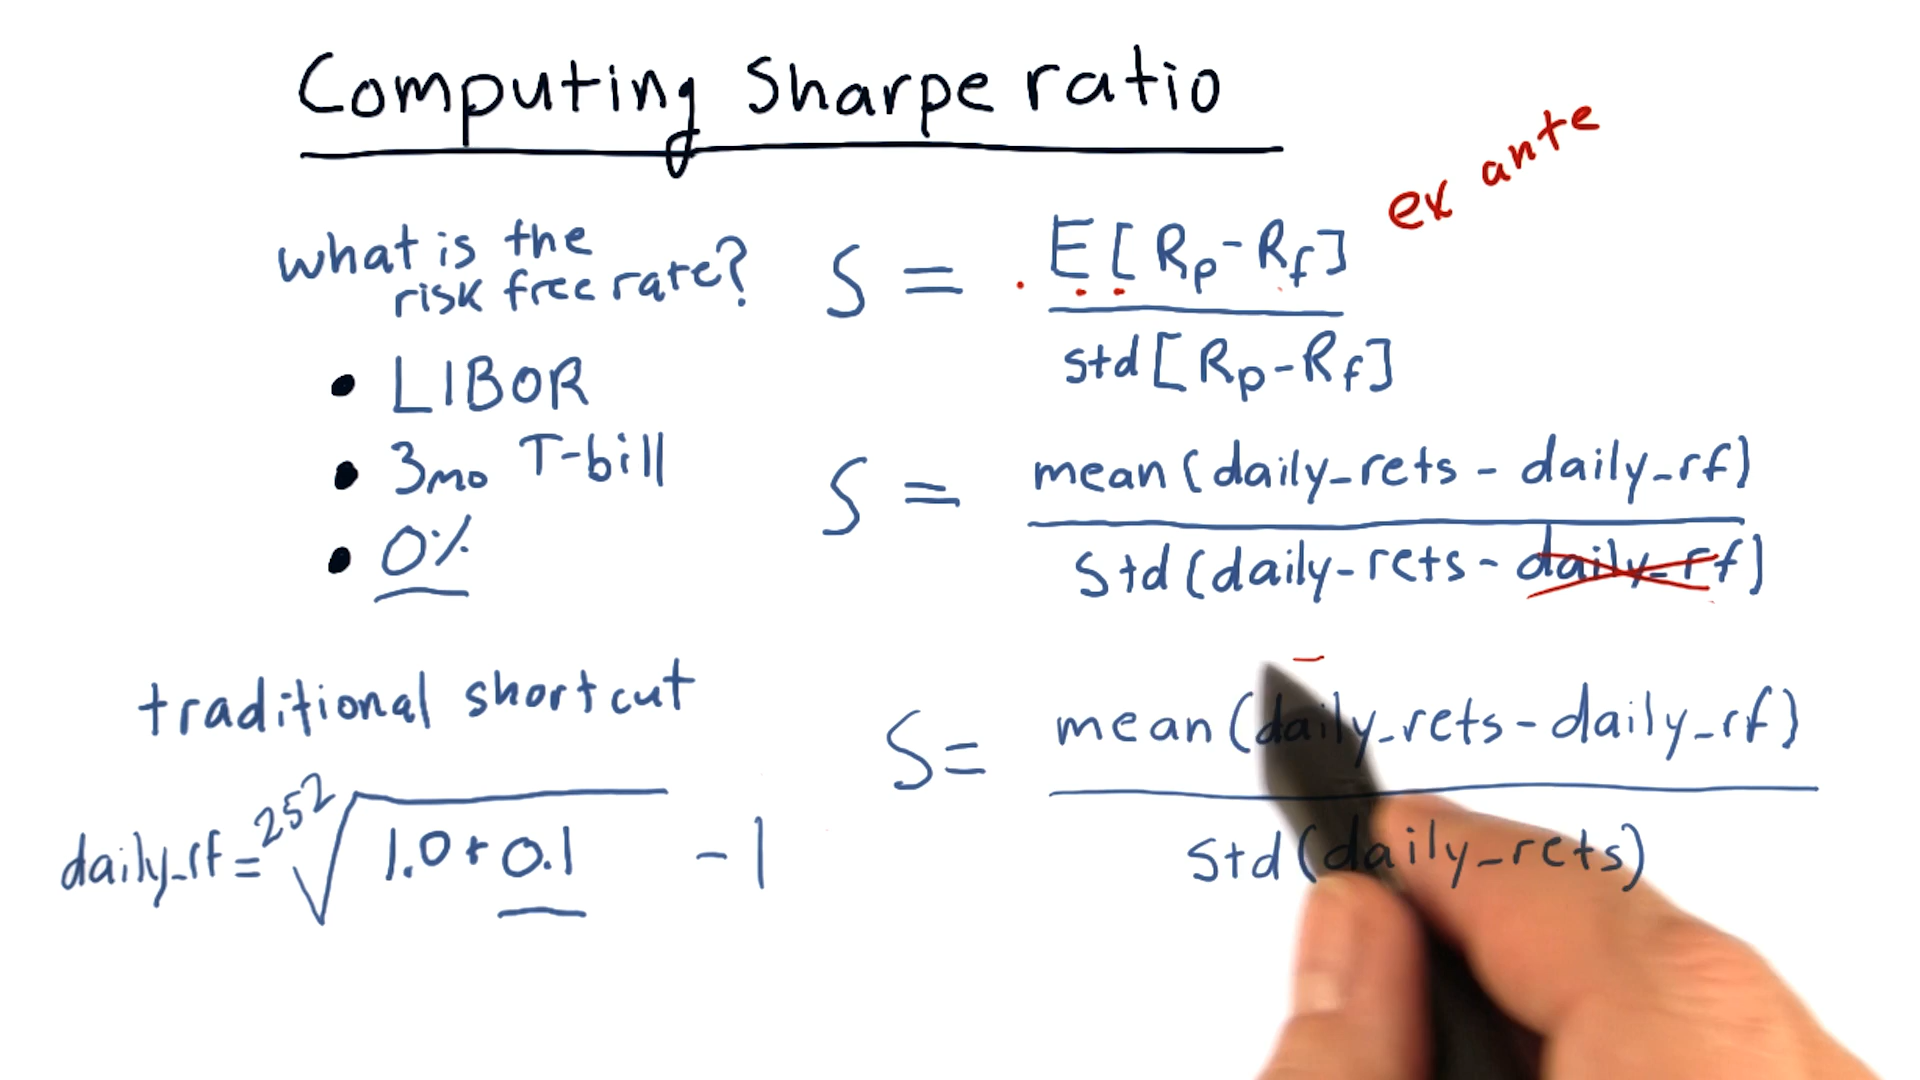 Computing Sharpe ratio
ex ante
what is the
risk free rate?
• LIBOR
• 3mo T-bill
• 0%
S = E[Rp-Rf]
std[Rp-Rf]
S = mean(daily_rets - daily_rf)
Std(daily-rets - daily-rf)
traditional shortcut
daily_rf = 252√1.0+0.1 - 1
S= mean(daily_rets - daily_rf)
Std(daily_rets)